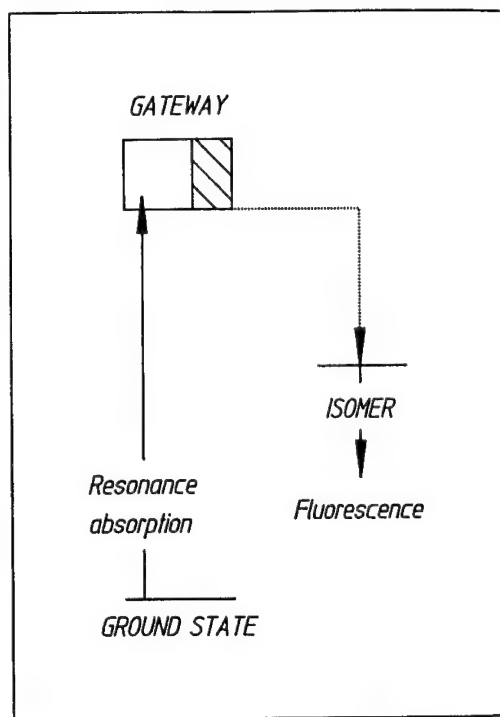 GATEWAY
ISOMER
Resonance
absorption
Fluorescence
GROUND STATE